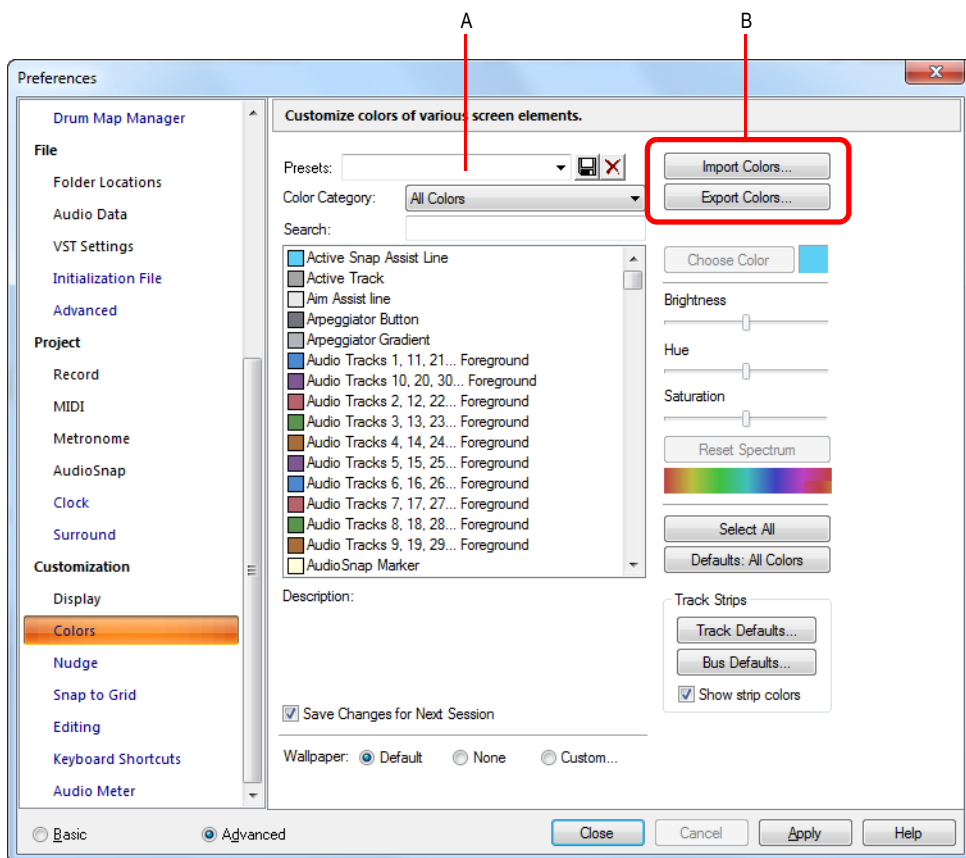 A
B
Preferences
Drum Map Manager
File
Folder Locations
Audio Data
VST Settings
Initialization File
Advanced
Project
Record
MIDI
Metronome
AudioSnap
Clock
Surround
Customization
Display
Colors
Nudge
Snap to Grid
Editing
Keyboard Shortcuts
Audio Meter
Customize colors of various screen elements.
Presets:
Color Category: All Colors
Search:
Active Snap Assist Line
Active Track
Aim Assist line
Arpeggiator Button
Arpeggiator Gradient
Audio Tracks 1, 11, 21... Foreground
Audio Tracks 10, 20, 30... Foreground
Audio Tracks 2, 12, 22... Foreground
Audio Tracks 3, 13, 23... Foreground
Audio Tracks 4, 14, 24... Foreground
Audio Tracks 5, 15, 25... Foreground
Audio Tracks 6, 16, 26... Foreground
Audio Tracks 7, 17, 27... Foreground
Audio Tracks 8, 18, 28... Foreground
Audio Tracks 9, 19, 29... Foreground
AudioSnap Marker
Description:
Save Changes for Next Session
Wallpaper: Default None Custom...
Import Colors...
Export Colors...
Choose Color
Brightness
Hue
Saturation
Reset Spectrum
Select All
Defaults: All Colors
Track Strips
Track Defaults...
Bus Defaults...
Show strip colors
Basic Advanced Close Cancel Apply Help